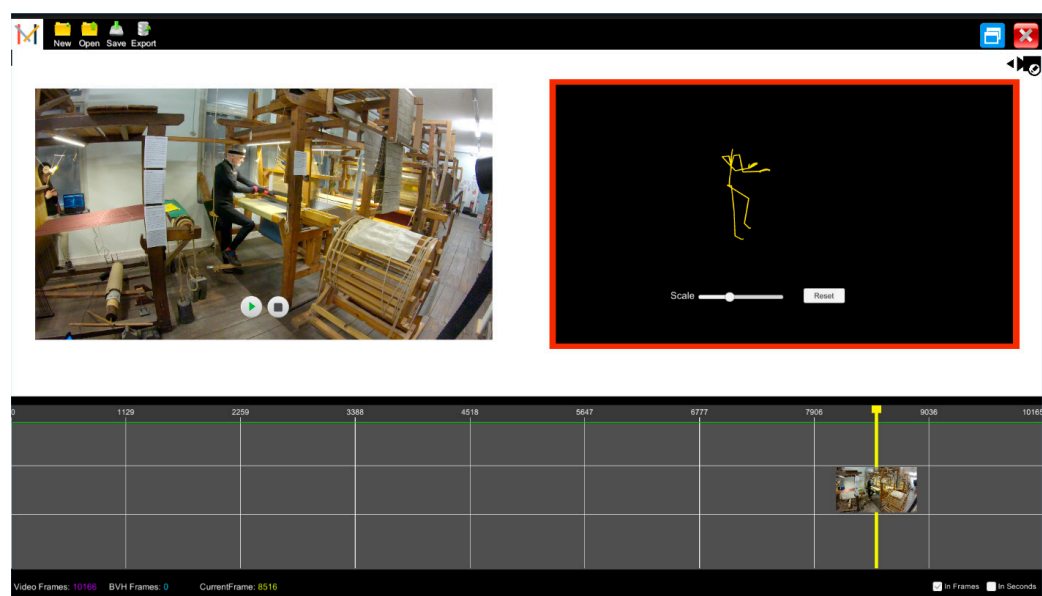 New Open Save Export
Scale
Reset
0 1129 2259 3388 4518 5647 6777 7906 9036 10165
Video Frames: 10166 BVH Frames: 0 CurrentFrame: 8516
In Frames In Seconds